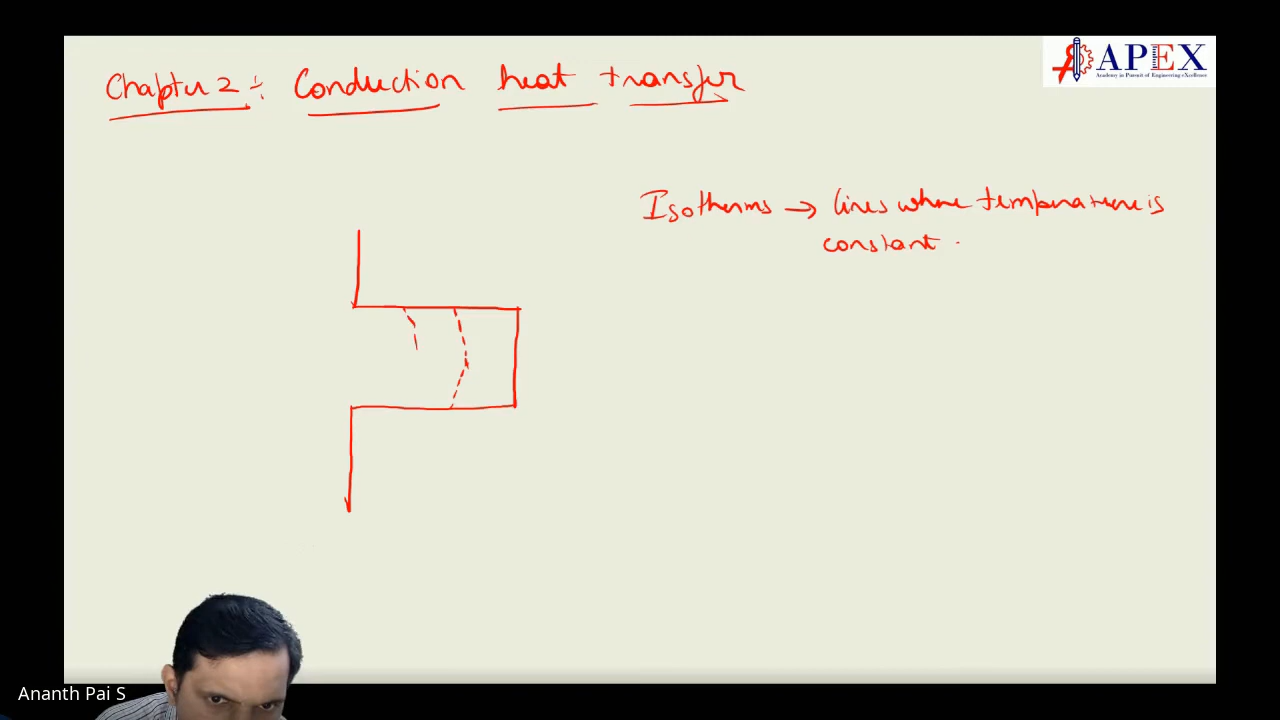 Chapter 2 ÷ Conduction heat transfer
APEX
Academy in Pursuit of Engineering eXcellence
Isotherms → lines where temperature is
constant.
Ananth Pai S